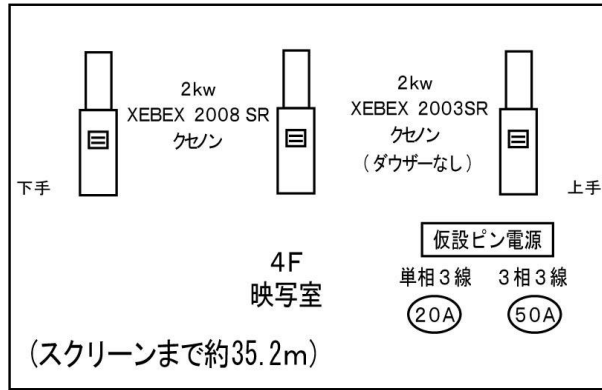 2kw
XEBEX 2008 SR
クセノン
2kw
XEBEX 2003SR
クセノン
(ダウザーなし)
下手
上手
仮設ピン電源
単相3線
3相3線
20A
50A
4F
映写室
(スクリーンまで約35.2m)